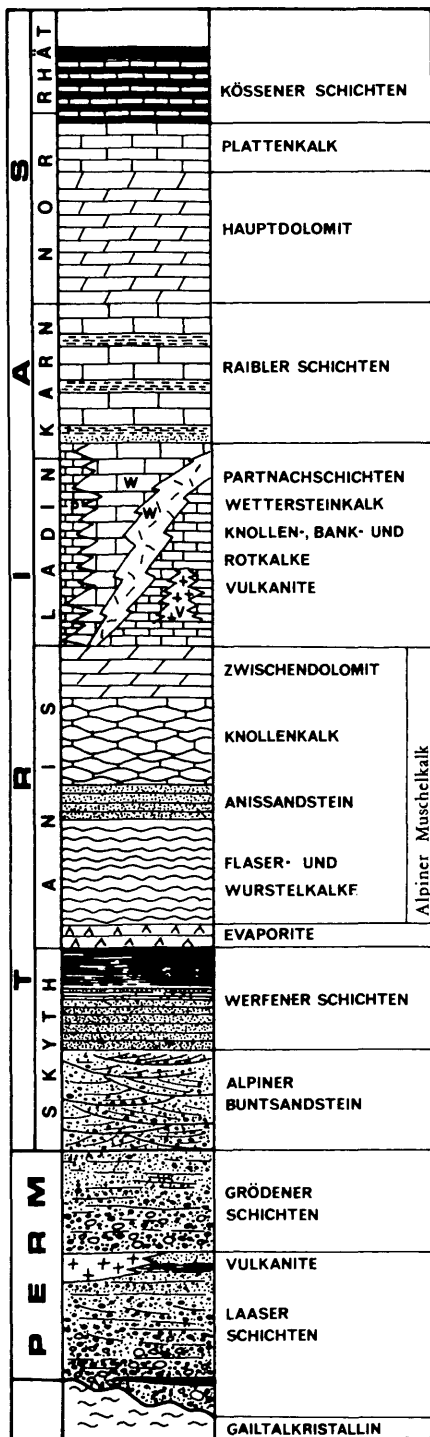 RHÄT
NOR
KARN
LADIN
ANIS
SKYTH
TRIAS
PERM
KÖSSENER SCHICHTEN
PLATTENKALK
HAUPTDOLOMIT
RAIBLER SCHICHTEN
W
W
V
PARTNACHSCHICHTEN
WETTERSTEINKALK
KNOLLEN-, BANK- UND
ROTKALKE
VULKANITE
ZWISCHENDOLOMIT
KNOLLENKALK
ANISSANDSTEIN
FLASER- UND
WURSTELKALKE
Alpiner Muschelkalk
EVAPORITE
WERFENER SCHICHTEN
ALPINER
BUNTSANDSTEIN
GRÖDENER
SCHICHTEN
VULKANITE
LAASER
SCHICHTEN
GAILTALKRISTALLIN